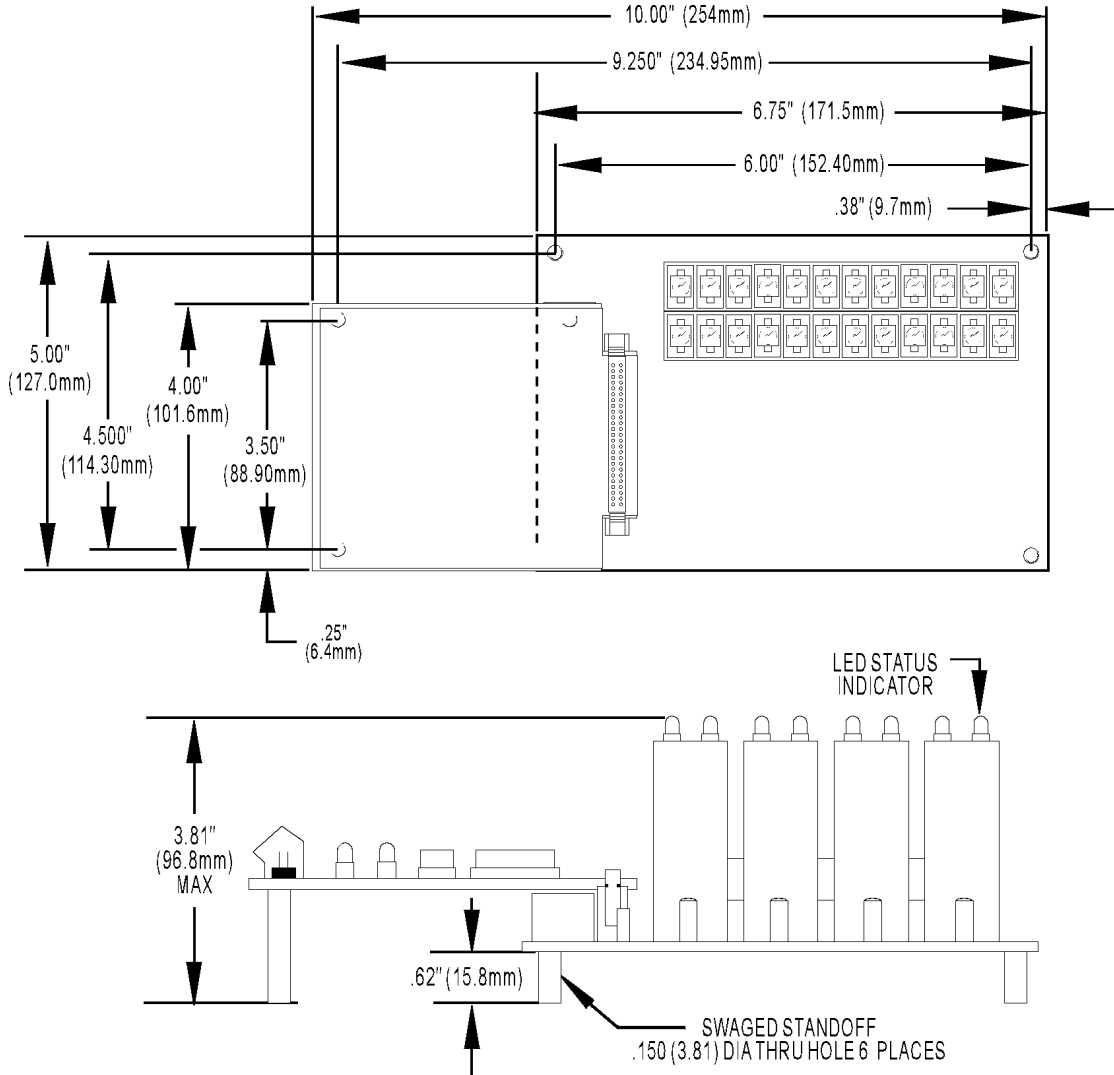 10.00" (254mm)
9.250" (234.95mm)
6.75" (171.5mm)
6.00" (152.40mm)
.38" (9.7mm)
5.00"
(127.0mm)
4.500"
(114.30mm)
4.00"
(101.6mm)
3.50"
(88.90mm)
.25"
(6.4mm)
LED STATUS
INDICATOR
3.81"
(96.8mm)
MAX
.62" (15.8mm)
SWAGED STANDOFF
.150 (3.81) DIA THRU HOLE 6 PLACES